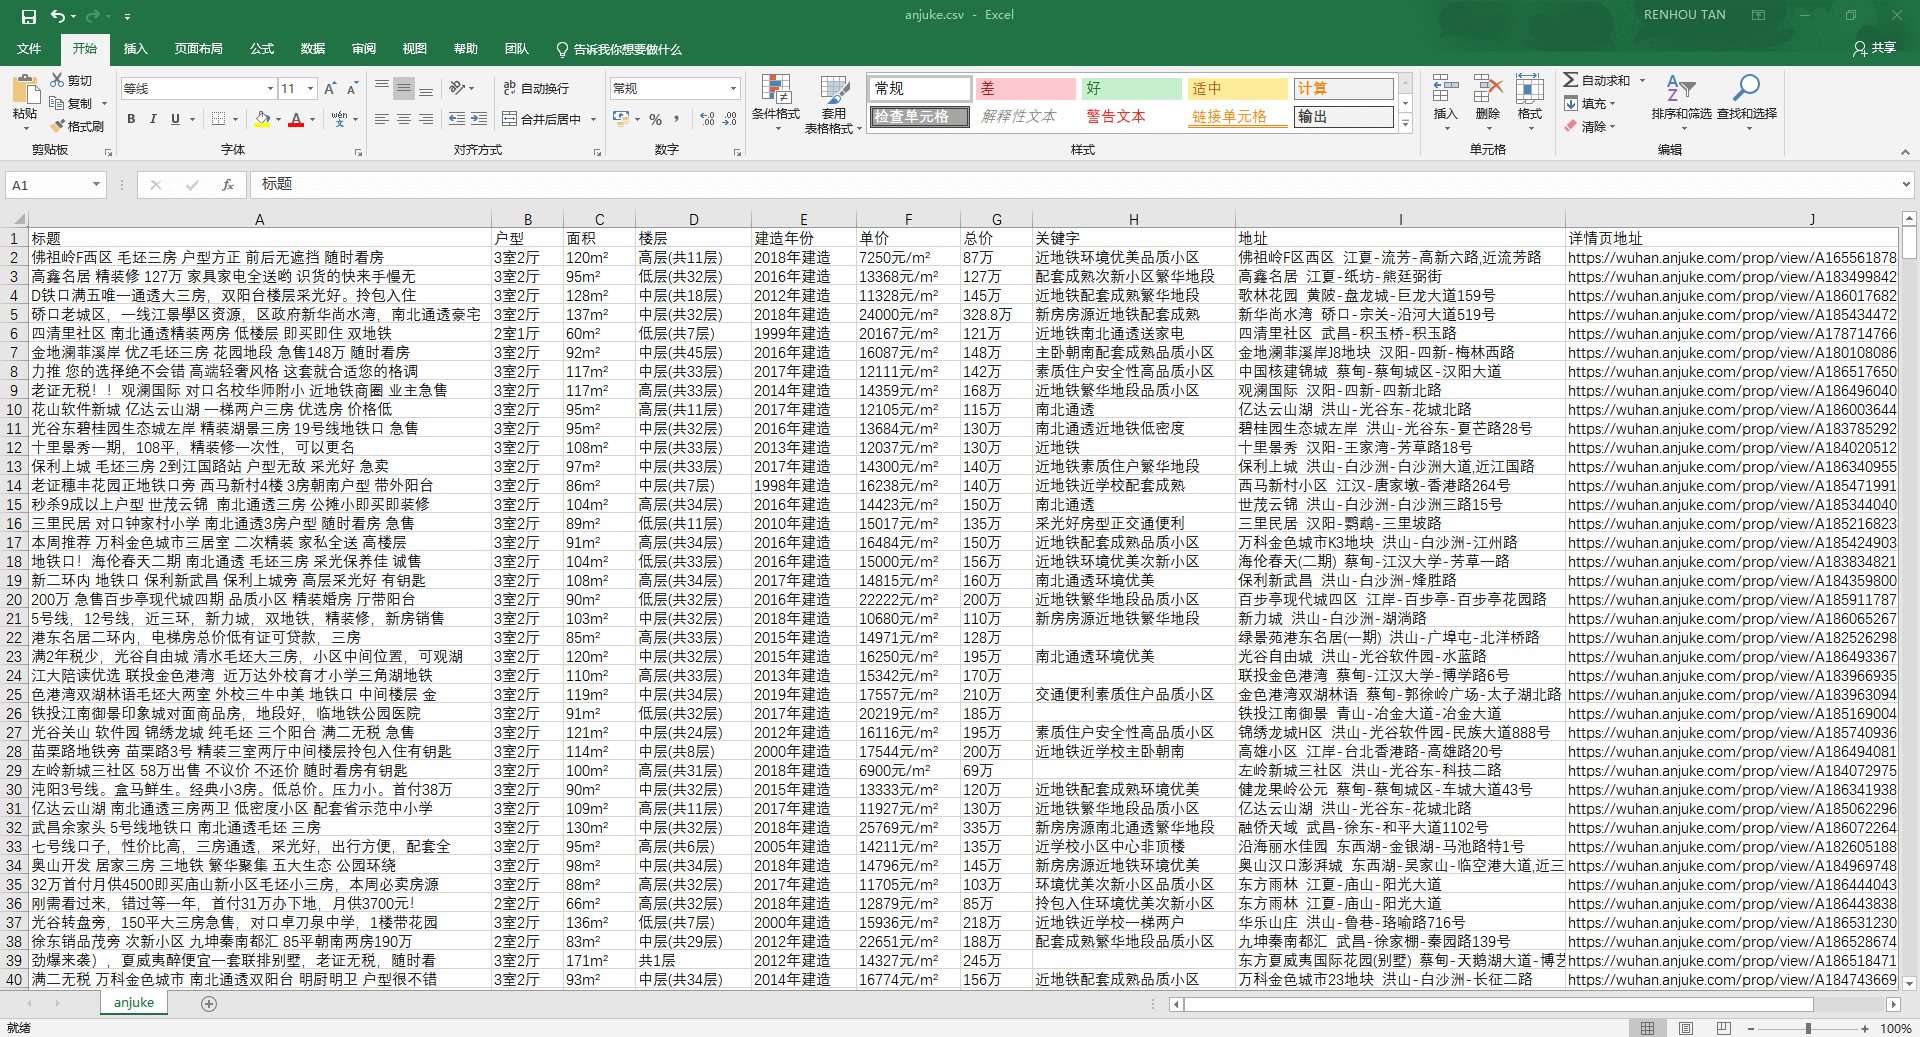 anjuke.csv - Excel
RENHOU TAN
文件 开始 插入 页面布局 公式 数据 审阅 视图 帮助 团队 告诉我你想要做什么 共享
粘贴 剪切 复制 格式刷 剪贴板
等线 11 B I U A wén 变 字体
自动换行 合并后居中 对齐方式
常规 % 数字
条件格式 套用表格格式
常规 差 好 适中 计算
检查单元格 解释性文本 警告文本 链接单元格 输出
样式
插入 删除 格式 单元格
自动求和 填充 清除 排序和筛选 查找和选择 编辑
A1 fx 标题
A B C D E F G H I J
1 标题 户型 面积 楼层 建造年份 单价 总价 关键字 地址 详情页地址
2 佛祖岭F西区 毛坯三房 户型方正 前后无遮挡 随时看房 3室2厅 120m² 高层(共11层) 2018年建造 7250元/m² 87万 近地铁环境优美品质小区 佛祖岭F区西区 江夏-流芳-高新六路,近流芳路 https://wuhan.anjuke.com/prop/view/A165561878
3 高鑫名居 精装修 127万 家具家电全送哟 识货的快来手慢无 3室2厅 95m² 低层(共32层) 2016年建造 13368元/m² 127万 配套成熟次新小区繁华地段 高鑫名居 江夏-纸坊-熊廷弼街 https://wuhan.anjuke.com/prop/view/A183499842
4 D铁口满五唯一通透大三房，双阳台楼层采光好。拎包入住 3室2厅 128m² 中层(共18层) 2012年建造 11328元/m² 145万 近地铁配套成熟繁华地段 歌林花园 黄陂-盘龙城-巨龙大道159号 https://wuhan.anjuke.com/prop/view/A186017682
5 硚口老城区，一线江景學区资源，区政府新华尚水湾，南北通透豪宅 3室2厅 137m² 中层(共32层) 2018年建造 24000元/m² 328.8万 新房房源近地铁配套成熟 新华尚水湾 硚口-宗关-沿河大道519号 https://wuhan.anjuke.com/prop/view/A185434472
6 四清里社区 南北通透精装两房 低楼层 即买即住 双地铁 2室1厅 60m² 低层(共7层) 1999年建造 20167元/m² 121万 近地铁南北通透送家电 四清里社区 武昌-积玉桥-积玉路 https://wuhan.anjuke.com/prop/view/A178714766
7 金地澜菲溪岸 优Z毛坯三房 花园地段 急售148万 随时看房 3室2厅 92m² 中层(共45层) 2016年建造 16087元/m² 148万 主卧朝南配套成熟品质小区 金地澜菲溪岸J8地块 汉阳-四新-梅林西路 https://wuhan.anjuke.com/prop/view/A180108086
8 力推 您的选择绝不会错 高端轻奢风格 这套就合适您的格调 3室2厅 117m² 中层(共33层) 2017年建造 12111元/m² 142万 素质住户安全性高品质小区 中国核建锦城 蔡甸-蔡甸城区-汉阳大道 https://wuhan.anjuke.com/prop/view/A186517650
9 老证无税！！观澜国际 对口名校华师附小 近地铁商圈 业主急售 3室2厅 117m² 高层(共33层) 2014年建造 14359元/m² 168万 近地铁繁华地段品质小区 观澜国际 汉阳-四新-四新北路 https://wuhan.anjuke.com/prop/view/A186496040
10 花山软件新城 亿达云山湖 一梯两户三房 优选房 价格低 3室2厅 95m² 高层(共11层) 2017年建造 12105元/m² 115万 南北通透 亿达云山湖 洪山-光谷东-花城北路 https://wuhan.anjuke.com/prop/view/A186003644
11 光谷东碧桂园生态城左岸 精装湖景三房 19号线地铁口 急售 3室2厅 95m² 中层(共32层) 2016年建造 13684元/m² 130万 南北通透近地铁低密度 碧桂园生态城左岸 洪山-光谷东-夏芒路28号 https://wuhan.anjuke.com/prop/view/A183785292
12 十里景秀一期，108平，精装修一次性，可以更名 3室2厅 108m² 中层(共33层) 2013年建造 12037元/m² 130万 近地铁 十里景秀 汉阳-王家湾-芳草路18号 https://wuhan.anjuke.com/prop/view/A184020512
13 保利上城 毛坯三房 2到江国路站 户型无敌 采光好 急卖 3室2厅 97m² 中层(共33层) 2017年建造 14300元/m² 140万 近地铁素质住户繁华地段 保利上城 洪山-白沙洲-白沙洲大道,近江国路 https://wuhan.anjuke.com/prop/view/A186340955
14 老证穗丰花园正地铁口旁 西马新村4楼 3房朝南户型 带外阳台 3室2厅 86m² 中层(共7层) 1998年建造 16238元/m² 140万 近地铁近学校配套成熟 西马新村小区 江汉-唐家墩-香港路264号 https://wuhan.anjuke.com/prop/view/A185471991
15 秒杀9成以上户型 世茂云锦 南北通透三房 公摊小即买即装修 3室2厅 104m² 高层(共34层) 2016年建造 14423元/m² 150万 南北通透 世茂云锦 洪山-白沙洲-白沙洲三路15号 https://wuhan.anjuke.com/prop/view/A185344040
16 三里民居 对口钟家村小学 南北通透3房户型 随时看房 急售 3室2厅 89m² 低层(共11层) 2010年建造 15017元/m² 135万 采光好房型正交通便利 三里民居 汉阳-鹦鹉-三里坡路 https://wuhan.anjuke.com/prop/view/A185216823
17 本周推荐 万科金色城市三居室 二次精装 家私全送 高楼层 3室2厅 91m² 高层(共34层) 2016年建造 16484元/m² 150万 近地铁配套成熟品质小区 万科金色城市K3地块 洪山-白沙洲-江州路 https://wuhan.anjuke.com/prop/view/A185424903
18 地铁口！海伦春天二期 南北通透 毛坯三房 采光保养佳 诚售 3室2厅 104m² 低层(共33层) 2016年建造 15000元/m² 156万 近地铁环境优美次新小区 海伦春天(二期) 蔡甸-江汉大学-芳草一路 https://wuhan.anjuke.com/prop/view/A183834821
19 新二环内 地铁口 保利新武昌 保利上城旁 高层采光好 有钥匙 3室2厅 108m² 高层(共34层) 2017年建造 14815元/m² 160万 南北通透环境优美 保利新武昌 洪山-白沙洲-烽胜路 https://wuhan.anjuke.com/prop/view/A184359800
20 200万 急售百步亭现代城四期 品质小区 精装婚房 厅带阳台 3室2厅 90m² 低层(共32层) 2016年建造 22222元/m² 200万 近地铁繁华地段品质小区 百步亭现代城四区 江岸-百步亭-百步亭花园路 https://wuhan.anjuke.com/prop/view/A185911787
21 5号线，12号线，近三环，新力城，双地铁，精装修，新房销售 3室2厅 103m² 中层(共32层) 2018年建造 10680元/m² 110万 新房房源近地铁繁华地段 新力城 洪山-白沙洲-湖淌路 https://wuhan.anjuke.com/prop/view/A186065267
22 港东名居二环内，电梯房总价低有证可贷款，三房 3室2厅 85m² 高层(共33层) 2015年建造 14971元/m² 128万 绿景苑港东名居(一期) 洪山-广埠屯-北洋桥路 https://wuhan.anjuke.com/prop/view/A182526298
23 满2年税少，光谷自由城 清水毛坯大三房，小区中间位置，可观湖 3室2厅 120m² 中层(共32层) 2015年建造 16250元/m² 195万 南北通透环境优美 光谷自由城 洪山-光谷软件园-水蓝路 https://wuhan.anjuke.com/prop/view/A186493367
24 江大陪读优选 联投金色港湾 近万达外校育才小学三角湖地铁 3室2厅 110m² 高层(共33层) 2013年建造 15342元/m² 170万 联投金色港湾 蔡甸-江汉大学-博学路6号 https://wuhan.anjuke.com/prop/view/A183966935
25 色港湾双湖林语毛坯大两室 外校三牛中美 地铁口 中间楼层 金 3室2厅 119m² 中层(共34层) 2019年建造 17557元/m² 210万 交通便利素质住户品质小区 金色港湾双湖林语 蔡甸-郭徐岭广场-太子湖北路 https://wuhan.anjuke.com/prop/view/A183963094
26 铁投江南御景印象城对面商品房，地段好，临地铁公园医院 3室2厅 91m² 低层(共32层) 2017年建造 20219元/m² 185万 铁投江南御景 青山-冶金大道-冶金大道 https://wuhan.anjuke.com/prop/view/A185169004
27 光谷关山 软件园 锦绣龙城 纯毛坯 三个阳台 满二无税 急售 3室2厅 121m² 中层(共24层) 2012年建造 16116元/m² 195万 素质住户安全性高品质小区 锦绣龙城H区 洪山-光谷软件园-民族大道888号 https://wuhan.anjuke.com/prop/view/A185740936
28 苗栗路地铁旁 苗栗路3号 精装三室两厅中间楼层拎包入住有钥匙 3室2厅 114m² 中层(共8层) 2000年建造 17544元/m² 200万 近地铁近学校主卧朝南 高雄小区 江岸-台北香港路-高雄路20号 https://wuhan.anjuke.com/prop/view/A186494081
29 左岭新城三社区 58万出售 不议价 不还价 随时看房有钥匙 3室2厅 100m² 高层(共31层) 2018年建造 6900元/m² 69万 左岭新城三社区 洪山-光谷东-科技二路 https://wuhan.anjuke.com/prop/view/A184072975
30 沌阳3号线。盒马鲜生。经典小3房。低总价。压力小。首付38万 3室2厅 90m² 中层(共32层) 2015年建造 13333元/m² 120万 近地铁配套成熟环境优美 健龙果岭公元 蔡甸-蔡甸城区-车城大道43号 https://wuhan.anjuke.com/prop/view/A186341938
31 亿达云山湖 南北通透三房两卫 低密度小区 配套省示范中小学 3室2厅 109m² 高层(共11层) 2017年建造 11927元/m² 130万 近地铁繁华地段品质小区 亿达云山湖 洪山-光谷东-花城北路 https://wuhan.anjuke.com/prop/view/A185062296
32 武昌余家头 5号线地铁口 南北通透毛坯 三房 3室2厅 130m² 中层(共32层) 2018年建造 25769元/m² 335万 新房房源南北通透繁华地段 融侨天域 武昌-徐东-和平大道1102号 https://wuhan.anjuke.com/prop/view/A186072264
33 七号线口子，性价比高，三房通透，采光好，出行方便，配套全 3室2厅 95m² 高层(共6层) 2005年建造 14211元/m² 135万 近学校小区中心非顶楼 沿海丽水佳园 东西湖-金银湖-马池路特1号 https://wuhan.anjuke.com/prop/view/A182605188
34 奥山开发 居家三房 三地铁 繁华聚集 五大生态 公园环绕 3室2厅 98m² 中层(共34层) 2018年建造 14796元/m² 145万 新房房源近地铁环境优美 奥山汉口澎湃城 东西湖-吴家山-临空港大道,近三 https://wuhan.anjuke.com/prop/view/A184969748
35 32万首付月供4500即买庙山新小区毛坯小三房，本周必卖房源 3室2厅 88m² 高层(共32层) 2017年建造 11705元/m² 103万 环境优美次新小区品质小区 东方雨林 江夏-庙山-阳光大道 https://wuhan.anjuke.com/prop/view/A186444043
36 刚需看过来，错过等一年，首付31万办下地，月供3700元！ 2室2厅 66m² 高层(共32层) 2018年建造 12879元/m² 85万 拎包入住环境优美次新小区 东方雨林 江夏-庙山-阳光大道 https://wuhan.anjuke.com/prop/view/A186443838
37 光谷转盘旁，150平大三房急售，对口卓刀泉中学，1楼带花园 3室2厅 136m² 低层(共7层) 2000年建造 15936元/m² 218万 近地铁近学校一梯两户 华乐山庄 洪山-鲁巷-珞喻路716号 https://wuhan.anjuke.com/prop/view/A186531230
38 徐东销品茂旁 次新小区 九坤秦南都汇 85平朝南两房190万 2室2厅 83m² 中层(共29层) 2012年建造 22651元/m² 188万 配套成熟繁华地段品质小区 九坤秦南都汇 武昌-徐家棚-秦园路139号 https://wuhan.anjuke.com/prop/view/A186528674
39 劲爆来袭），夏威夷醉便宜一套联排别墅，老证无税，随时看 3室2厅 171m² 共1层 2012年建造 14327元/m² 245万 东方夏威夷国际花园(别墅) 蔡甸-天鹅湖大道-博艺 https://wuhan.anjuke.com/prop/view/A186518471
40 满二无税 万科金色城市 南北通透双阳台 明厨明卫 户型很不错 3室2厅 93m² 中层(共34层) 2014年建造 16774元/m² 156万 近地铁配套成熟品质小区 万科金色城市23地块 洪山-白沙洲-长征二路 https://wuhan.anjuke.com/prop/view/A184743669
anjuke
就绪 100%